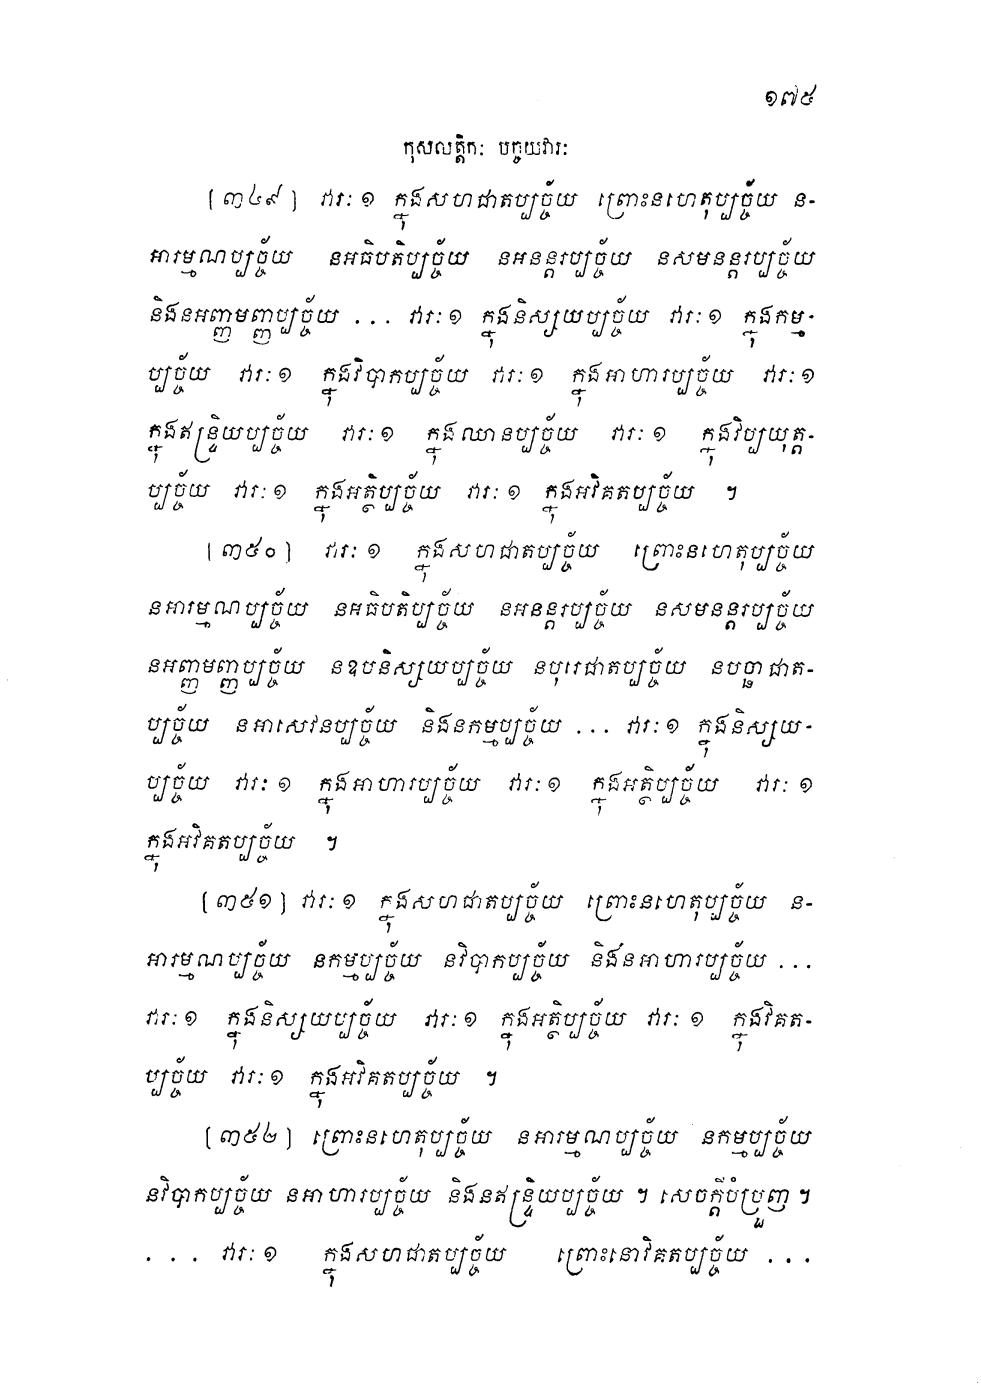 ១៧៥
កុសលត្តិកៈ បច្ចយវារៈ
[៣៤៩] វារៈ ១ ក្នុងសហជាតប្បច្ច័យ ព្រោះនហេតុប្បច្ច័យ ន-
អារម្មណប្បច្ច័យ នអធិបតិប្បច្ច័យ នអនន្តរប្បច្ច័យ នសមនន្តរប្បច្ច័យ
និងនអញ្ញាមញ្ញាប្បច្ច័យ ... វារៈ ១ ក្នុងនិស្សយប្បច្ច័យ វារៈ ១ ក្នុងកម្ម-
ប្បច្ច័យ វារៈ ១ ក្នុងវិបាកប្បច្ច័យ វារៈ ១ ក្នុងអាហារប្បច្ច័យ វារៈ ១
ក្នុងឥន្ទ្រិយប្បច្ច័យ វារៈ ១ ក្នុងឈានប្បច្ច័យ វារៈ ១ ក្នុងវិប្បយុត្ត-
ប្បច្ច័យ វារៈ ១ ក្នុងអត្ថិប្បច្ច័យ វារៈ ១ ក្នុងអវិគតប្បច្ច័យ ។
[៣៥០] វារៈ ១ ក្នុងសហជាតប្បច្ច័យ ព្រោះនហេតុប្បច្ច័យ
នអារម្មណប្បច្ច័យ នអធិបតិប្បច្ច័យ នអនន្តរប្បច្ច័យ នសមនន្តរប្បច្ច័យ
នអញ្ញាមញ្ញប្បច្ច័យ នឧបនិស្សយប្បច្ច័យ នបុរេជាតប្បច្ច័យ នបច្ឆាជាត-
ប្បច្ច័យ នអាសេវនប្បច្ច័យ និងនកម្មប្បច្ច័យ ... វារៈ ១ ក្នុងនិស្សយ-
ប្បច្ច័យ វារៈ ១ ក្នុងអាហារប្បច្ច័យ វារៈ ១ ក្នុងអត្ថិប្បច្ច័យ វារៈ ១
ក្នុងអវិគតប្បច្ច័យ ។
[៣៥១] វារៈ ១ ក្នុងសហជាតប្បច្ច័យ ព្រោះនហេតុប្បច្ច័យ ន-
អារម្មណប្បច្ច័យ នកម្មប្បច្ច័យ នវិបាកប្បច្ច័យ និងនអាហារប្បច្ច័យ ...
វារៈ ១ ក្នុងនិស្សយប្បច្ច័យ វារៈ ១ ក្នុងអត្ថិប្បច្ច័យ វារៈ ១ ក្នុងវិគត-
ប្បច្ច័យ វារៈ ១ ក្នុងអវិគតប្បច្ច័យ ។
[៣៥២] ព្រោះនហេតុប្បច្ច័យ នអារម្មណប្បច្ច័យ នកម្មប្បច្ច័យ
នវិបាកប្បច្ច័យ នអាហារប្បច្ច័យ និងនឥន្ទ្រិយប្បច្ច័យ ។ សេចក្តីបំប្រួញ ។
... វារៈ ១ ក្នុងសហជាតប្បច្ច័យ ព្រោះនោវិគតប្បច្ច័យ ...